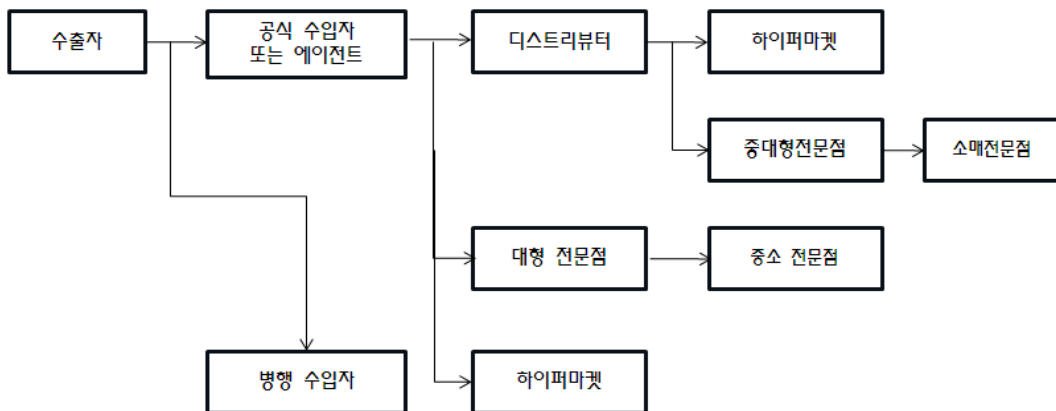 수출자
공식 수입자
또는 에이전트
디스트리뷰터
하이퍼마켓
중대형전문점
소매전문점
대형 전문점
중소 전문점
병행 수입자
하이퍼마켓